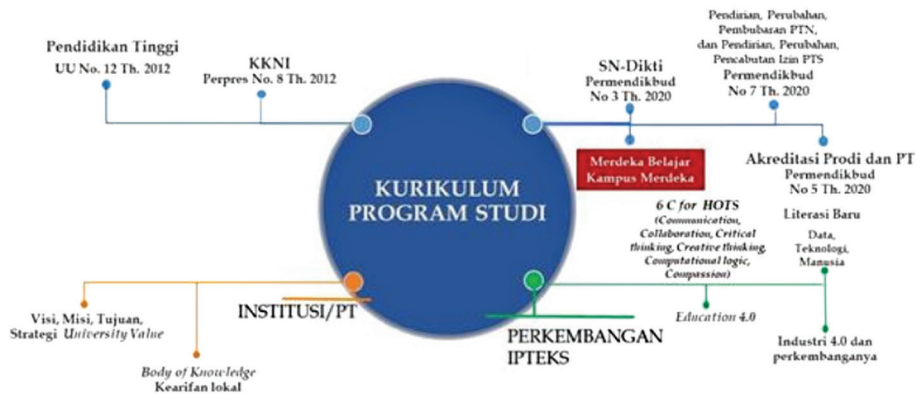 Pendidikan Tinggi
UU No. 12 Th. 2012
KKNI
Perpres No. 8 Th. 2012
SN-Dikti
Permendikbud
No 3 Th. 2020
Pendirian, Perubahan,
Pembubaran PTN,
dan Pendirian, Perubahan,
Pencabutan Izin PTS
Permendikbud
No 7 Th. 2020
Merdeka Belajar
Kampus Merdeka
Akreditasi Prodi dan PT
Permendikbud
No 5 Th. 2020
KURIKULUM
PROGRAM STUDI
6 C for HOTS
(Communication,
Collaboration, Critical
thinking, Creative thinking,
Computational logic,
Compassion)
Literasi Baru
Data,
Teknologi,
Manusia
INSTITUSI/PT
Visi, Misi, Tujuan,
Strategi University Value
Body of Knowledge
Kearifan lokal
PERKEMBANGAN
IPTEKS
Education 4.0
Industri 4.0 dan
perkembanganya